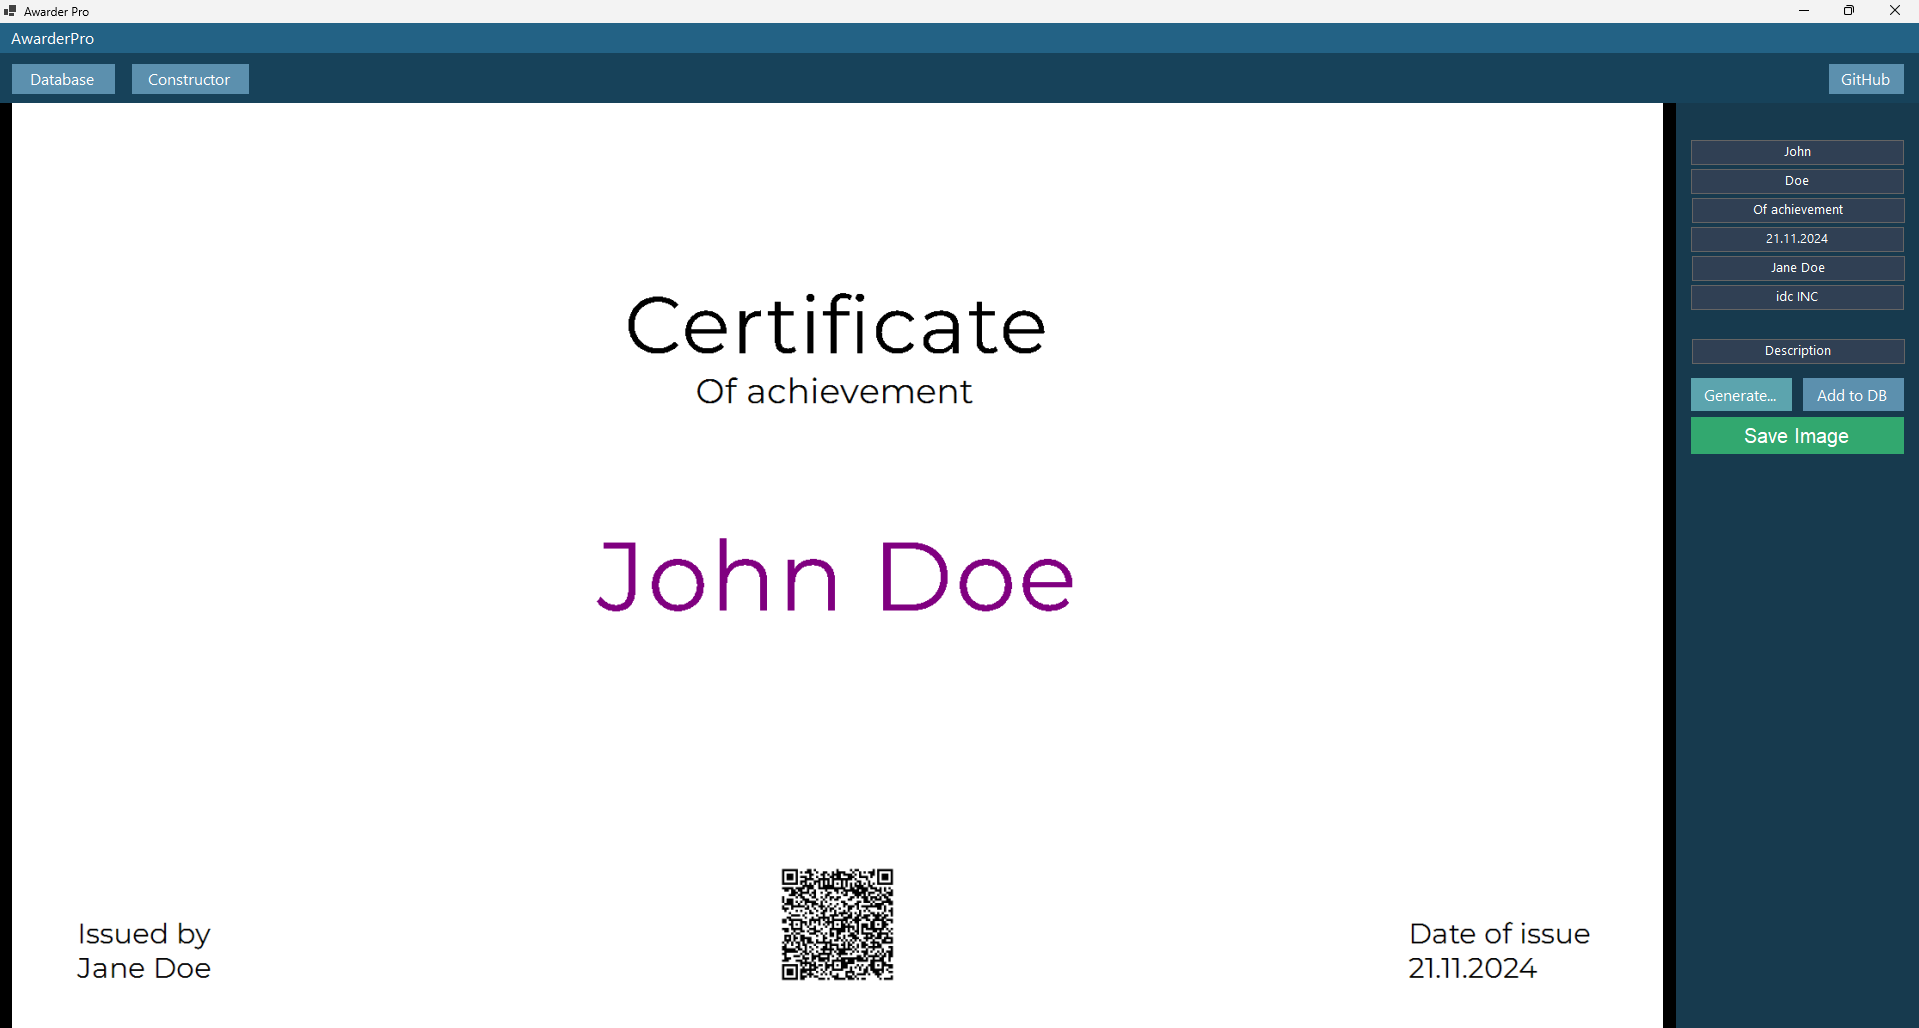 Awarder Pro
AwarderPro
Database Constructor GitHub
Certificate
Of achievement
John Doe
Issued by
Jane Doe
Date of issue
21.11.2024
John
Doe
Of achievement
21.11.2024
Jane Doe
idc INC
Description
Generate... Add to DB
Save Image